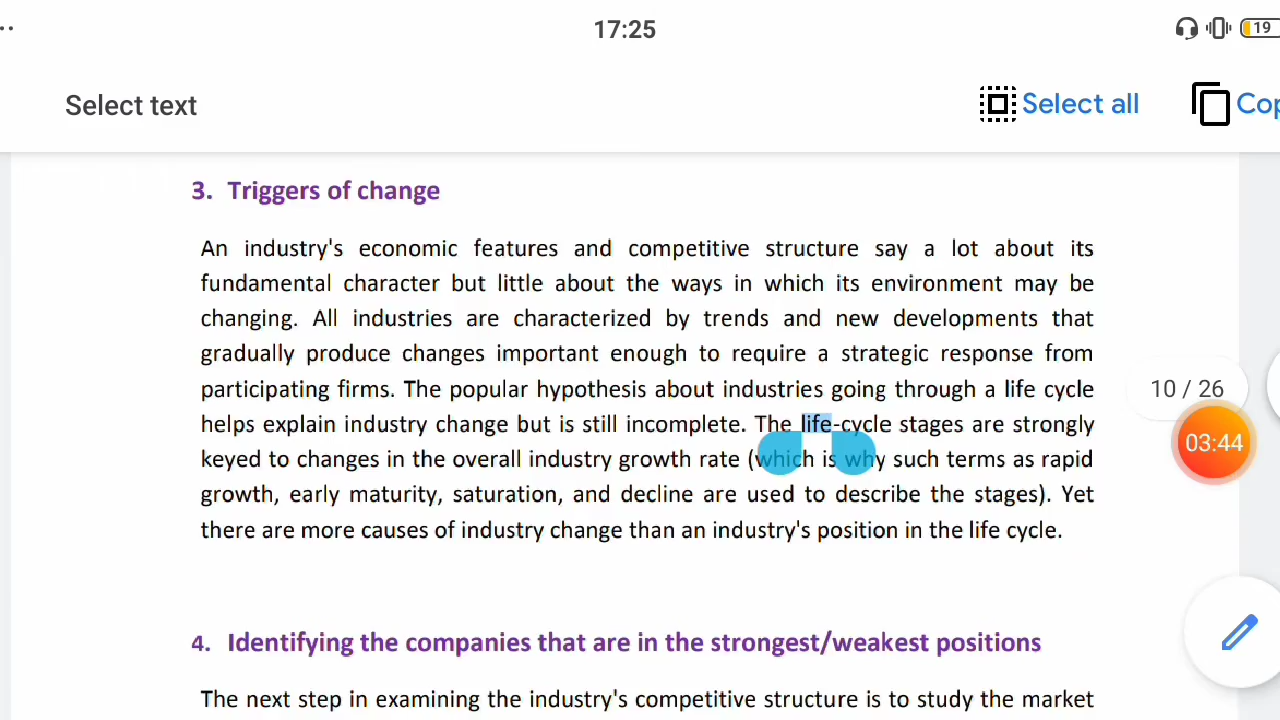 17:25
19
Select text
Select all
Cop
3. Triggers of change
An industry's economic features and competitive structure say a lot about its
fundamental character but little about the ways in which its environment may be
changing. All industries are characterized by trends and new developments that
gradually produce changes important enough to require a strategic response from
participating firms. The popular hypothesis about industries going through a life cycle
helps explain industry change but is still incomplete. The life-cycle stages are strongly
keyed to changes in the overall industry growth rate (which is why such terms as rapid
growth, early maturity, saturation, and decline are used to describe the stages). Yet
there are more causes of industry change than an industry's position in the life cycle.
10 / 26
03:44
4. Identifying the companies that are in the strongest/weakest positions
The next step in examining the industry's competitive structure is to study the market